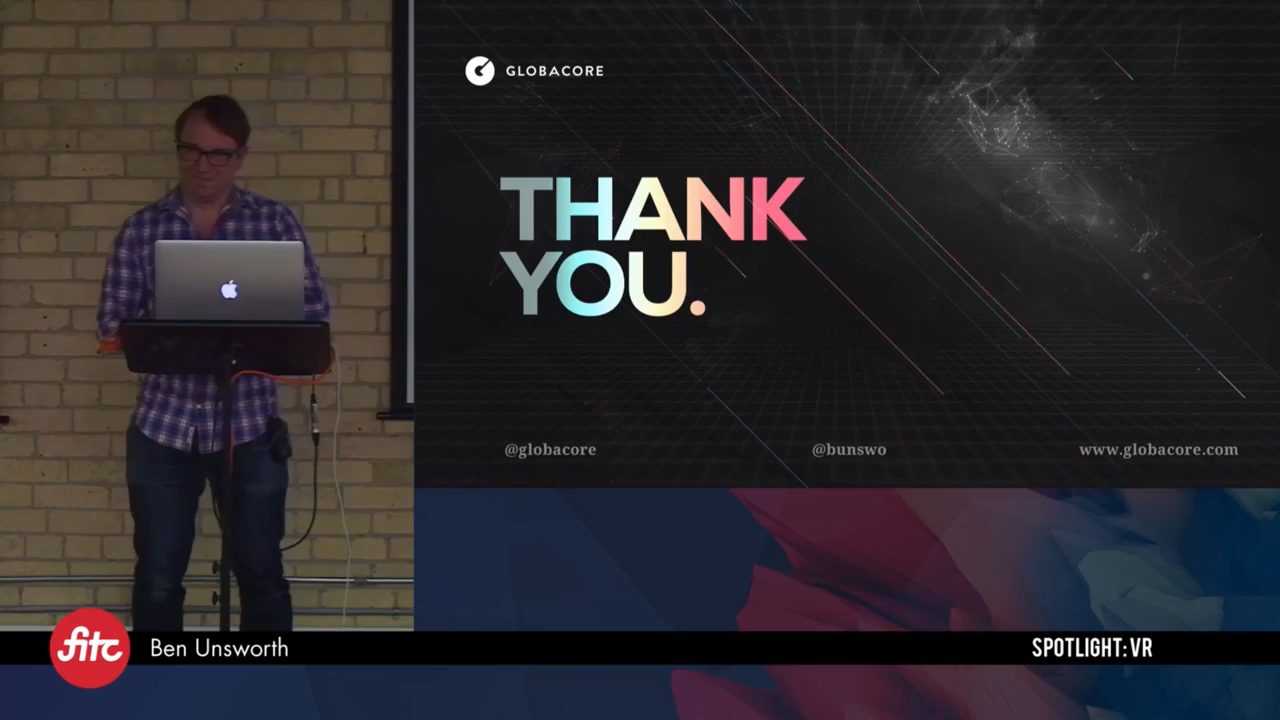 GLOBACORE
THANK
YOU.
@globacore
@bunswo
www.globacore.com
fitc
Ben Unsworth
SPOTLIGHT: VR